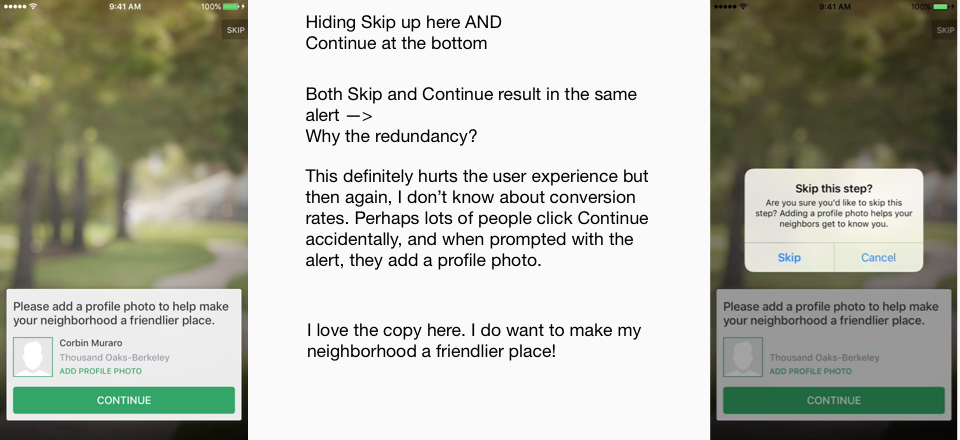 9:41 AM
100%
SKIP
Please add a profile photo to help make
your neighborhood a friendlier place.
Corbin Muraro
Thousand Oaks-Berkeley
ADD PROFILE PHOTO
CONTINUE
Hiding Skip up here AND
Continue at the bottom
Both Skip and Continue result in the same
alert —>
Why the redundancy?
This definitely hurts the user experience but
then again, I don’t know about conversion
rates. Perhaps lots of people click Continue
accidentally, and when prompted with the
alert, they add a profile photo.
I love the copy here. I do want to make my
neighborhood a friendlier place!
9:41 AM
100%
SKIP
Skip this step?
Are you sure you'd like to skip this
step? Adding a profile photo helps your
neighbors get to know you.
Skip
Cancel
Please add a profile photo to help make
your neighborhood a friendlier place.
Thousand Oaks-Berkeley
ADD PROFILE PHOTO
CONTINUE